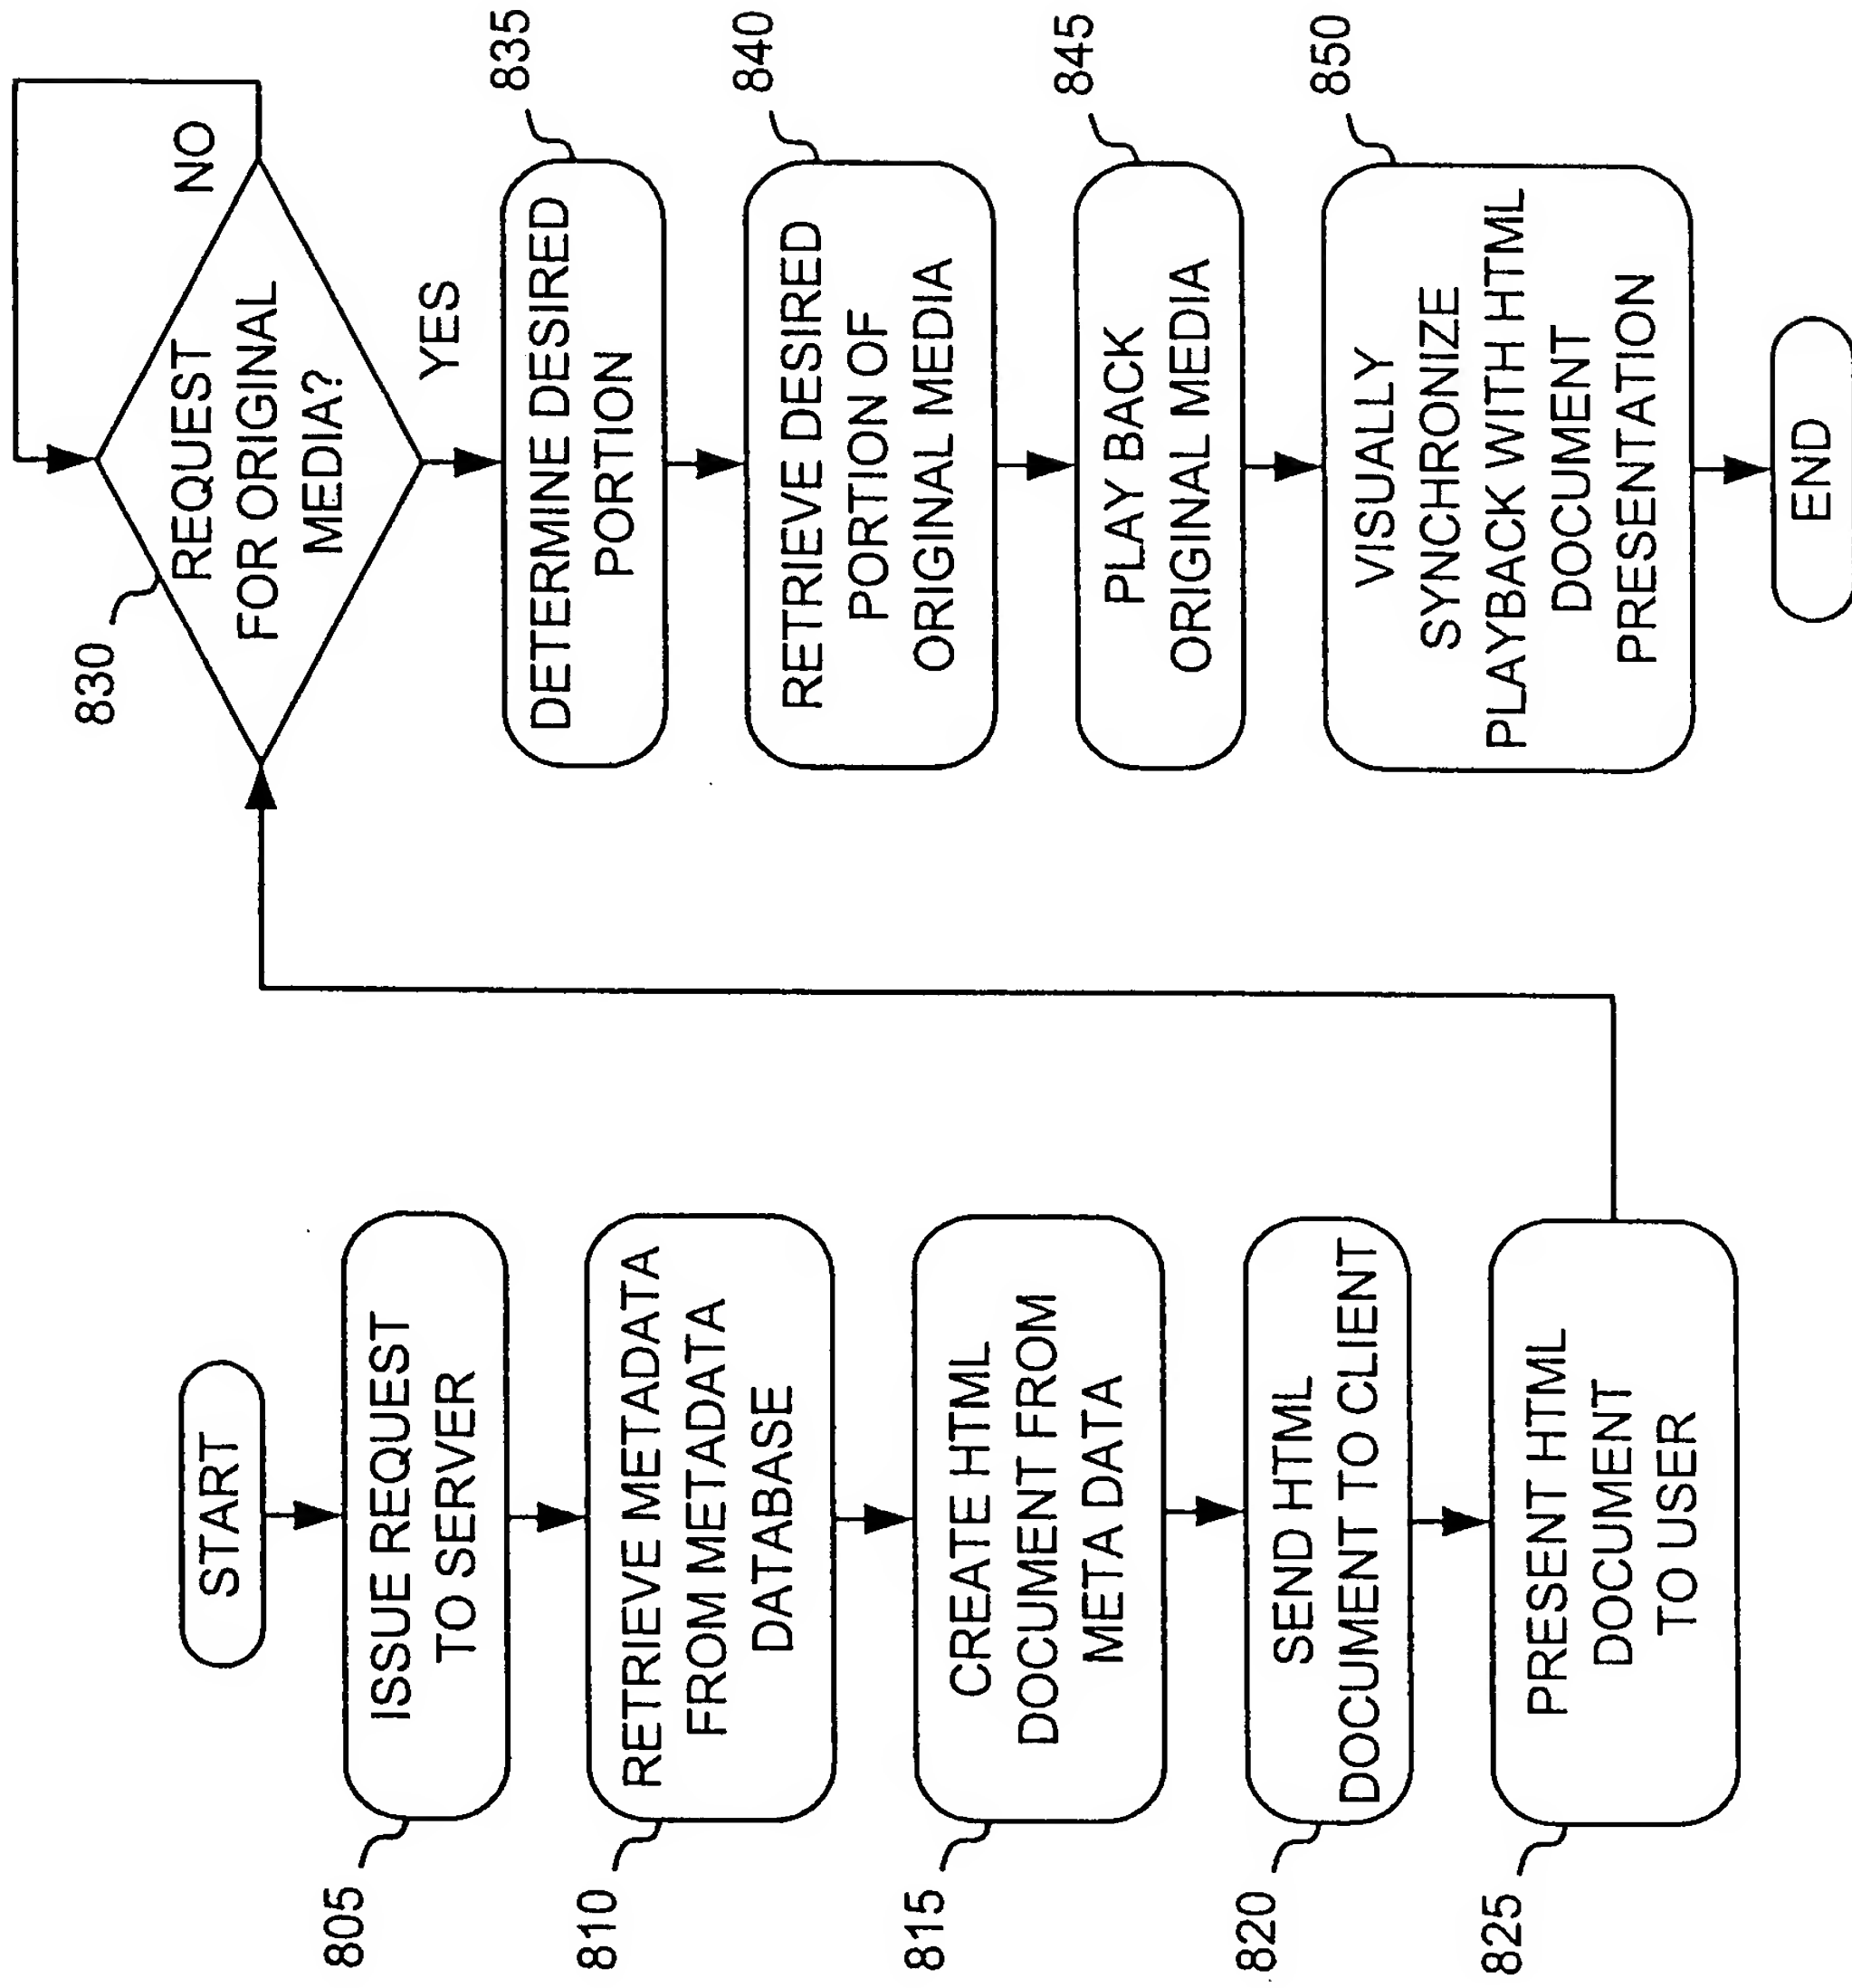 START
ISSUE REQUEST
TO SERVER
805
RETRIEVE METADATA
FROM METADATA
DATABASE
810
CREATE HTML
DOCUMENT FROM
META DATA
815
SEND HTML
DOCUMENT TO CLIENT
820
PRESENT HTML
DOCUMENT
TO USER
825
830
REQUEST
FOR ORIGINAL
MEDIA?
NO
YES
DETERMINE DESIRED
PORTION
835
RETRIEVE DESIRED
PORTION OF
ORIGINAL MEDIA
840
PLAY BACK
ORIGINAL MEDIA
845
VISUALLY
SYNCHRONIZE
PLAYBACK WITH HTML
DOCUMENT
PRESENTATION
850
END